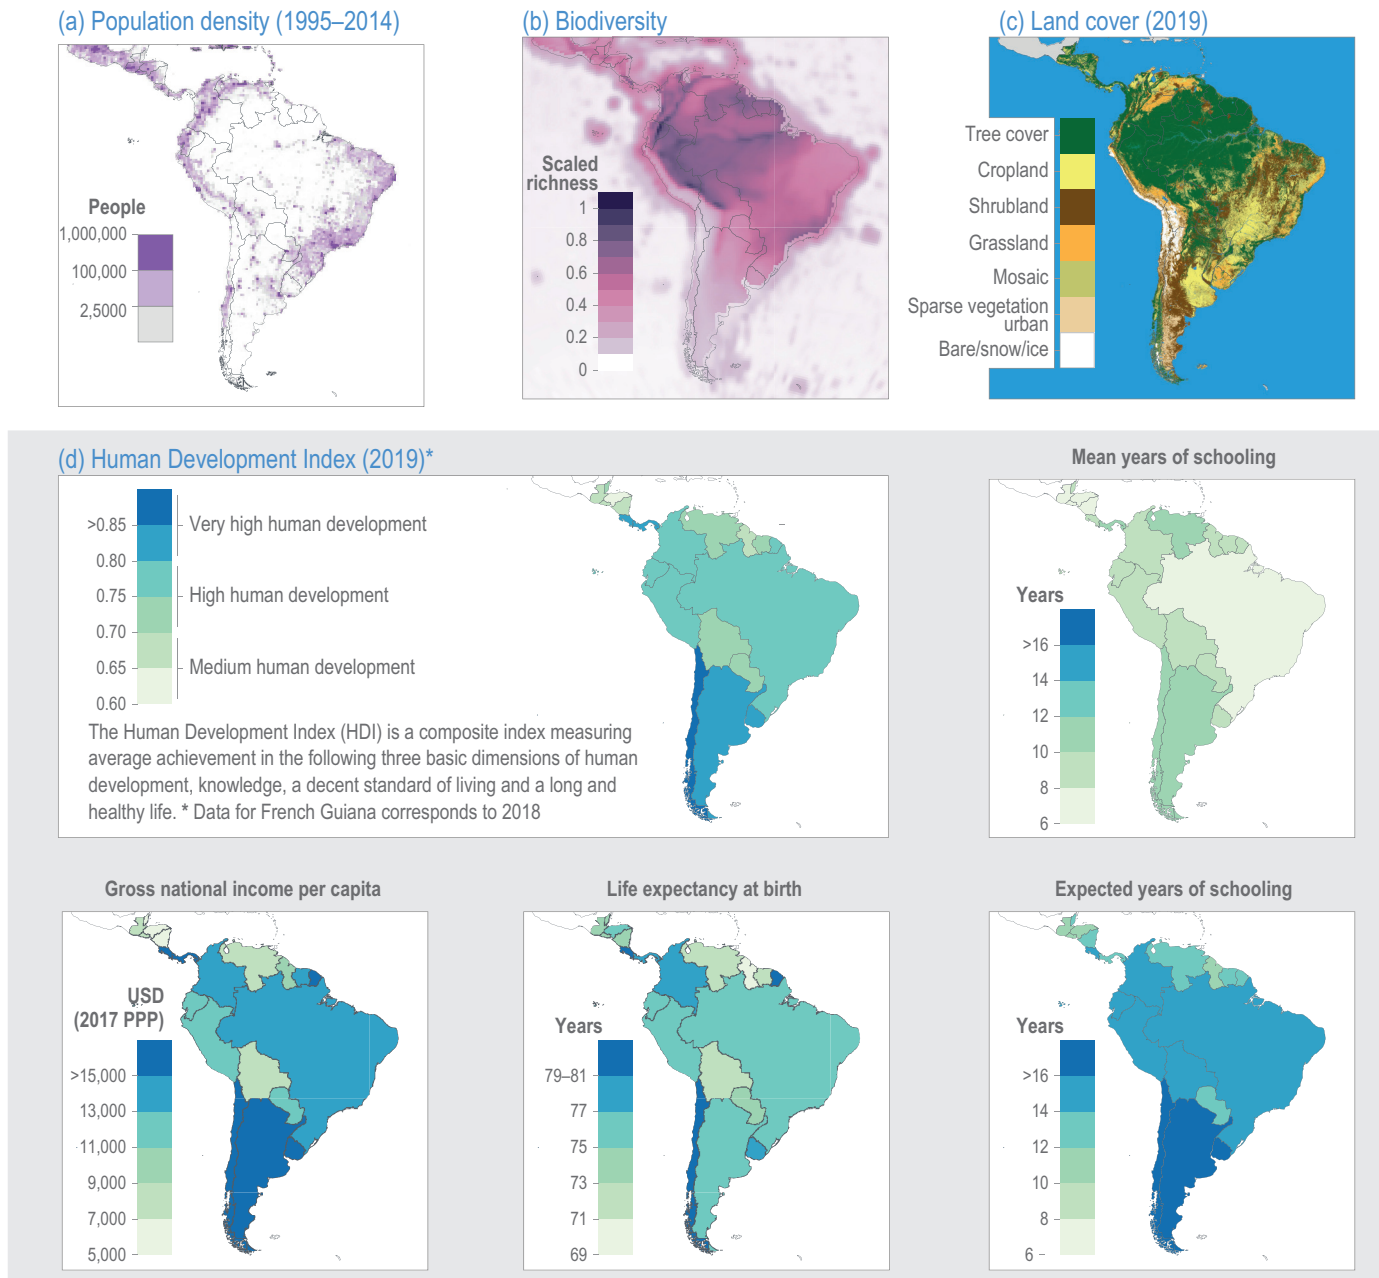 (a) Population density (1995–2014)
People
1,000,000
100,000
2,5000
(b) Biodiversity
Scaled
richness
1
0.8
0.6
0.4
0.2
0
(c) Land cover (2019)
Tree cover
Cropland
Shrubland
Grassland
Mosaic
Sparse vegetation
urban
Bare/snow/ice
(d) Human Development Index (2019)*
>0.85
0.80
0.75
0.70
0.65
0.60
Very high human development
High human development
Medium human development
The Human Development Index (HDI) is a composite index measuring
average achievement in the following three basic dimensions of human
development, knowledge, a decent standard of living and a long and
healthy life. * Data for French Guiana corresponds to 2018
Mean years of schooling
Years
>16
14
12
10
8
6
Gross national income per capita
USD
(2017 PPP)
>15,000
13,000
11,000
9,000
7,000
5,000
Life expectancy at birth
Years
79–81
77
75
73
71
69
Expected years of schooling
Years
>16
14
12
10
8
6